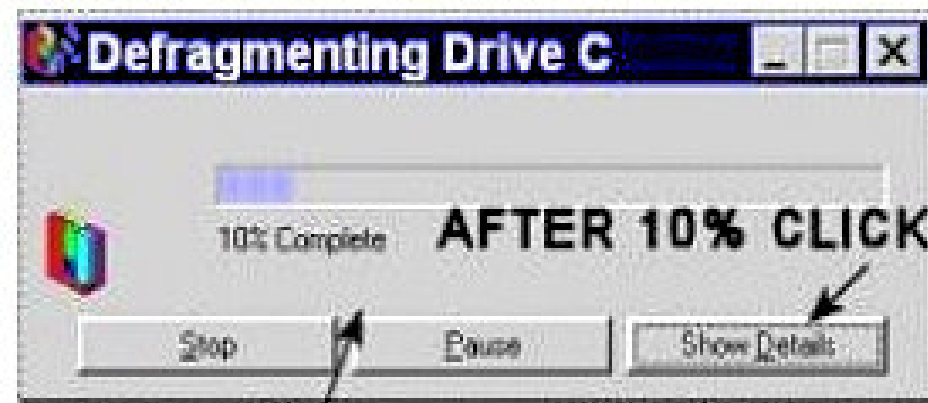 Defragmenting Drive C
AFTER 10% CLICK
10% Complete
Stop Pause Show Details